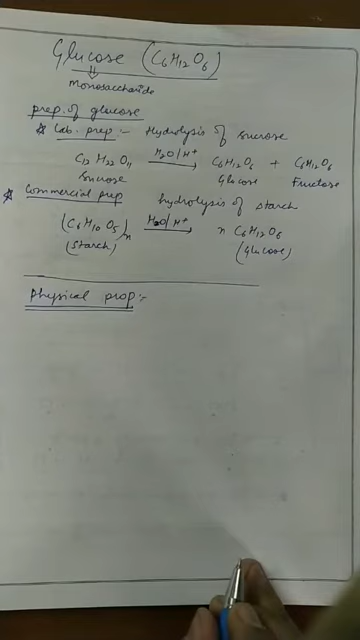 Glucose (C6H12O6)
Monosaccharide
prep. of glucose
Lab. prep :- Hydrolysis of sucrose
C12 H22 O11 H2O/H+ C6H12O6 + C6H12O6
Sucrose Glucose Fructose
Commercial prep hydrolysis of starch
(C6H10O5)n H2O/H+ n C6H12O6
(starch) (Glucose)
Physical prop :-